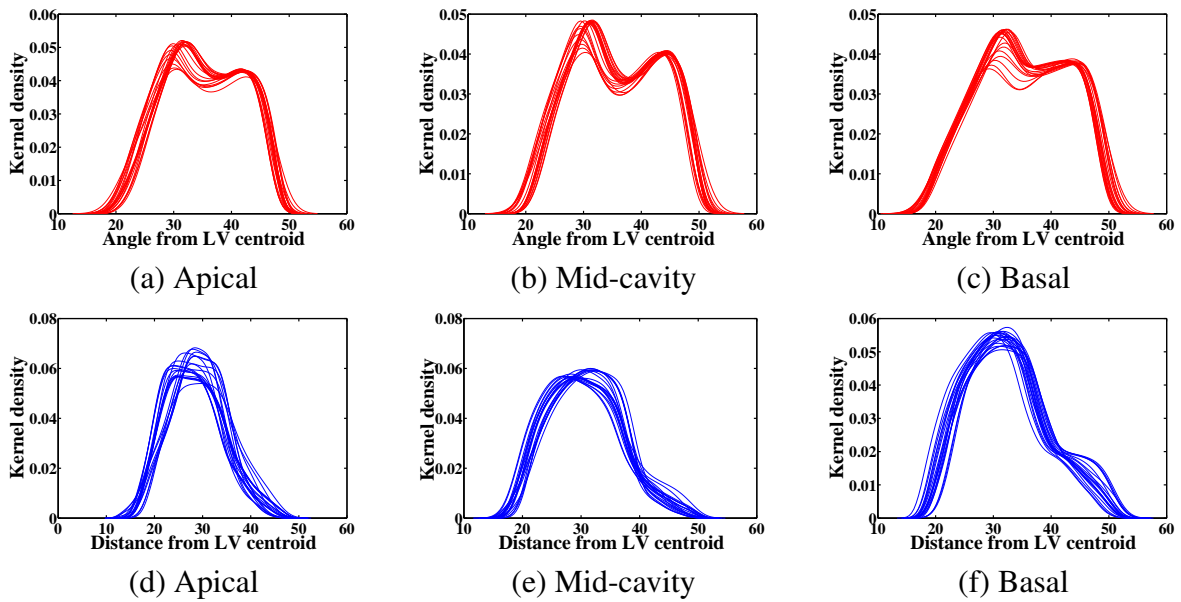 0.06
0.05
0.04
0.03
0.02
0.01
0
Kernel density
10 20 30 40 50 60
Angle from LV centroid
(a) Apical
0.05
0.04
0.03
0.02
0.01
0
Kernel density
10 20 30 40 50 60
Angle from LV centroid
(b) Mid-cavity
0.05
0.04
0.03
0.02
0.01
0
Kernel density
10 20 30 40 50 60
Angle from LV centroid
(c) Basal
0.08
0.06
0.04
0.02
0
Kernel density
0 10 20 30 40 50 60
Distance from LV centroid
(d) Apical
0.08
0.06
0.04
0.02
0
Kernel density
10 20 30 40 50 60
Distance from LV centroid
(e) Mid-cavity
0.06
0.05
0.04
0.03
0.02
0.01
0
Kernel density
10 20 30 40 50 60
Distance from LV centroid
(f) Basal